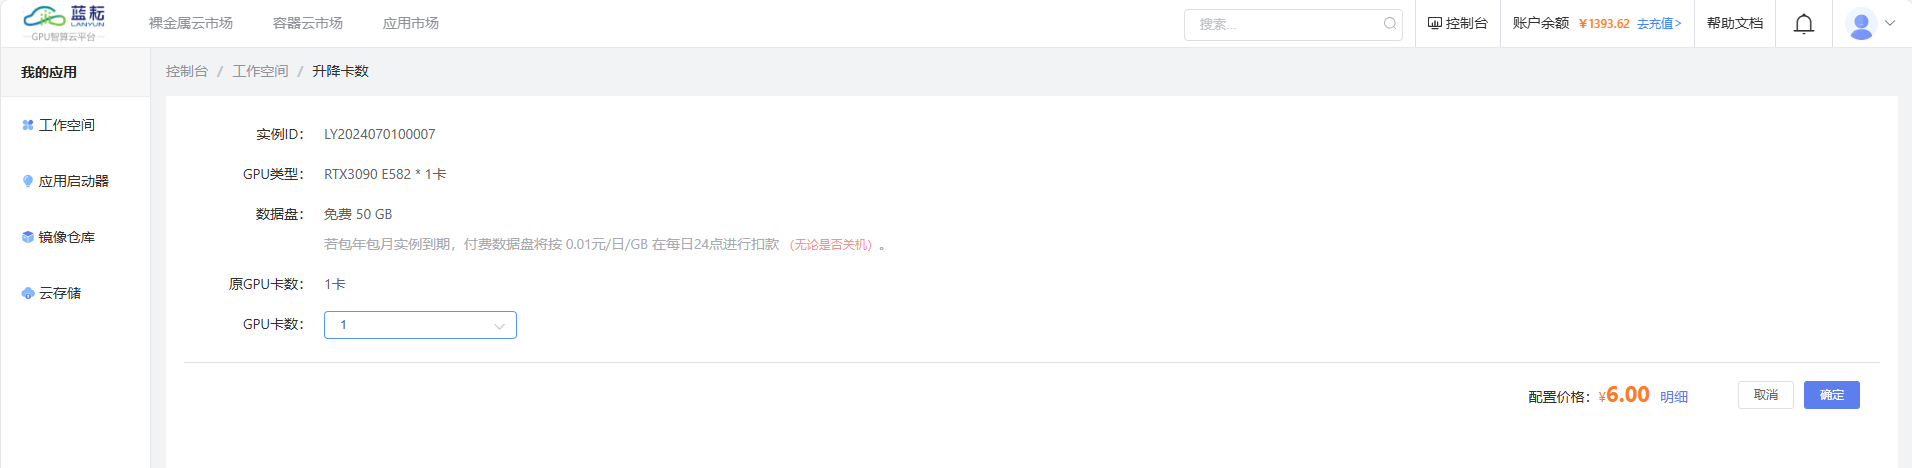 蓝耘
LANYUN
GPU智算云平台
裸金属云市场
容器云市场
应用市场
搜索...
控制台
账户余额 ¥1393.62 去充值>
帮助文档
我的应用
工作空间
应用启动器
镜像仓库
云存储
控制台 / 工作空间 / 升降卡数
实例ID： LY2024070100007
GPU类型： RTX3090 E582 * 1卡
数据盘： 免费 50 GB
若包年包月实例到期，付费数据盘将按 0.01元/日/GB 在每日24点进行扣款 （无论是否关机）。
原GPU卡数： 1卡
GPU卡数： 1
配置价格：¥6.00 明细
取消
确定